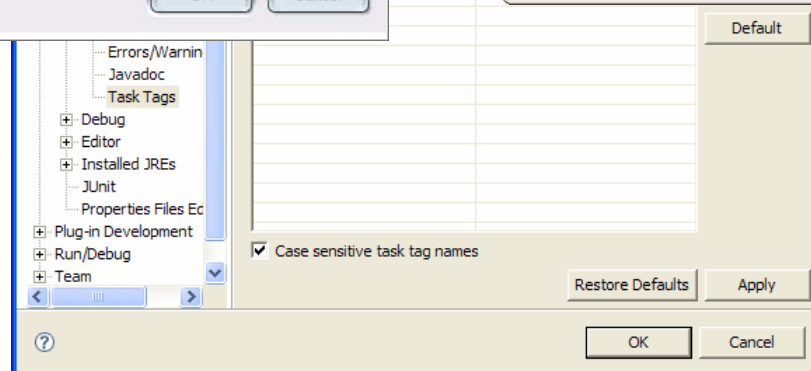 Default
Errors/Warnin
Javadoc
Task Tags
Debug
Editor
Installed JREs
JUnit
Properties Files Ed
Plug-in Development
Run/Debug
Team
Case sensitive task tag names
Restore Defaults
Apply
?
OK
Cancel